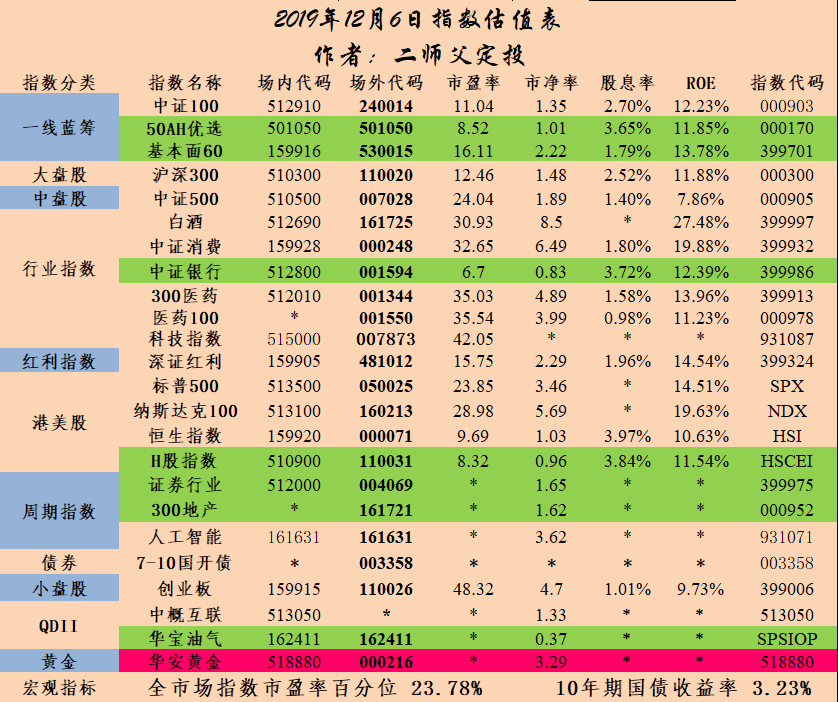 2019年12月6日指数估值表
作者：二师父定投
指数分类 指数名称 场内代码 场外代码 市盈率 市净率 股息率 ROE 指数代码
一线蓝筹 中证100 512910 240014 11.04 1.35 2.70% 12.23% 000903
50AH优选 501050 501050 8.52 1.01 3.65% 11.85% 000170
基本面60 159916 530015 16.11 2.22 1.79% 13.78% 399701
大盘股 沪深300 510300 110020 12.46 1.48 2.52% 11.88% 000300
中盘股 中证500 510500 007028 24.04 1.89 1.40% 7.86% 000905
行业指数 白酒 512690 161725 30.93 8.5 * 27.48% 399997
中证消费 159928 000248 32.65 6.49 1.80% 19.88% 399932
中证银行 512800 001594 6.7 0.83 3.72% 12.39% 399986
300医药 512010 001344 35.03 4.89 1.58% 13.96% 399913
医药100 * 001550 35.54 3.99 0.98% 11.23% 000978
科技指数 515000 007873 42.05 * * * 931087
红利指数 深证红利 159905 481012 15.75 2.29 1.96% 14.54% 399324
港美股 标普500 513500 050025 23.85 3.46 * 14.51% SPX
纳斯达克100 513100 160213 28.98 5.69 * 19.63% NDX
恒生指数 159920 000071 9.69 1.03 3.97% 10.63% HSI
H股指数 510900 110031 8.32 0.96 3.84% 11.54% HSCEI
周期指数 证券行业 512000 004069 * 1.65 * * 399975
300地产 * 161721 * 1.62 * * 000952
人工智能 161631 161631 * 3.62 * * 931071
债券 7-10国开债 * 003358 * * * * 003358
小盘股 创业板 159915 110026 48.32 4.7 1.01% 9.73% 399006
QDII 中概互联 513050 * * 1.33 * * 513050
华宝油气 162411 162411 * 0.37 * * SPSIOP
黄金 华安黄金 518880 000216 * 3.29 * * 518880
宏观指标 全市场指数市盈率百分位 23.78% 10年期国债收益率 3.23%